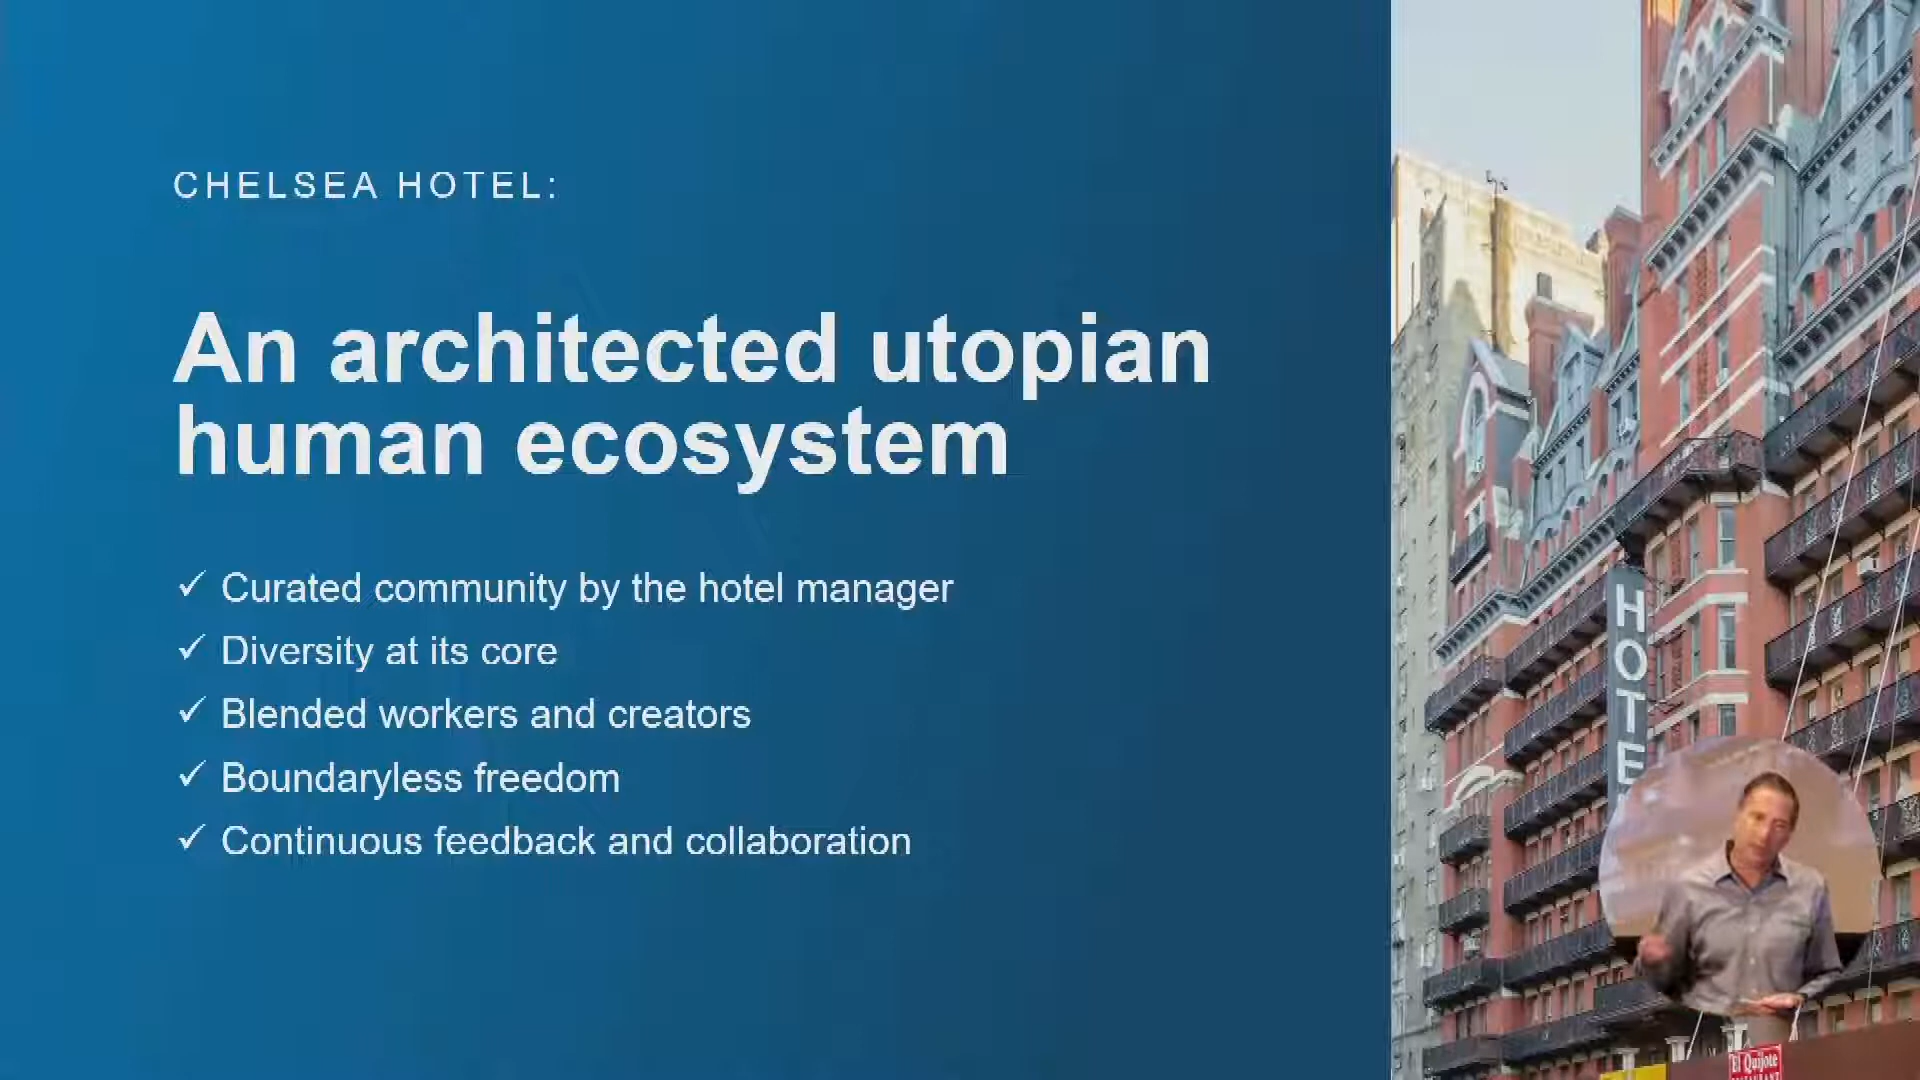 CHELSEA HOTEL:
An architected utopian
human ecosystem
✓ Curated community by the hotel manager
✓ Diversity at its core
✓ Blended workers and creators
✓ Boundaryless freedom
✓ Continuous feedback and collaboration
HOTE
El Quijote